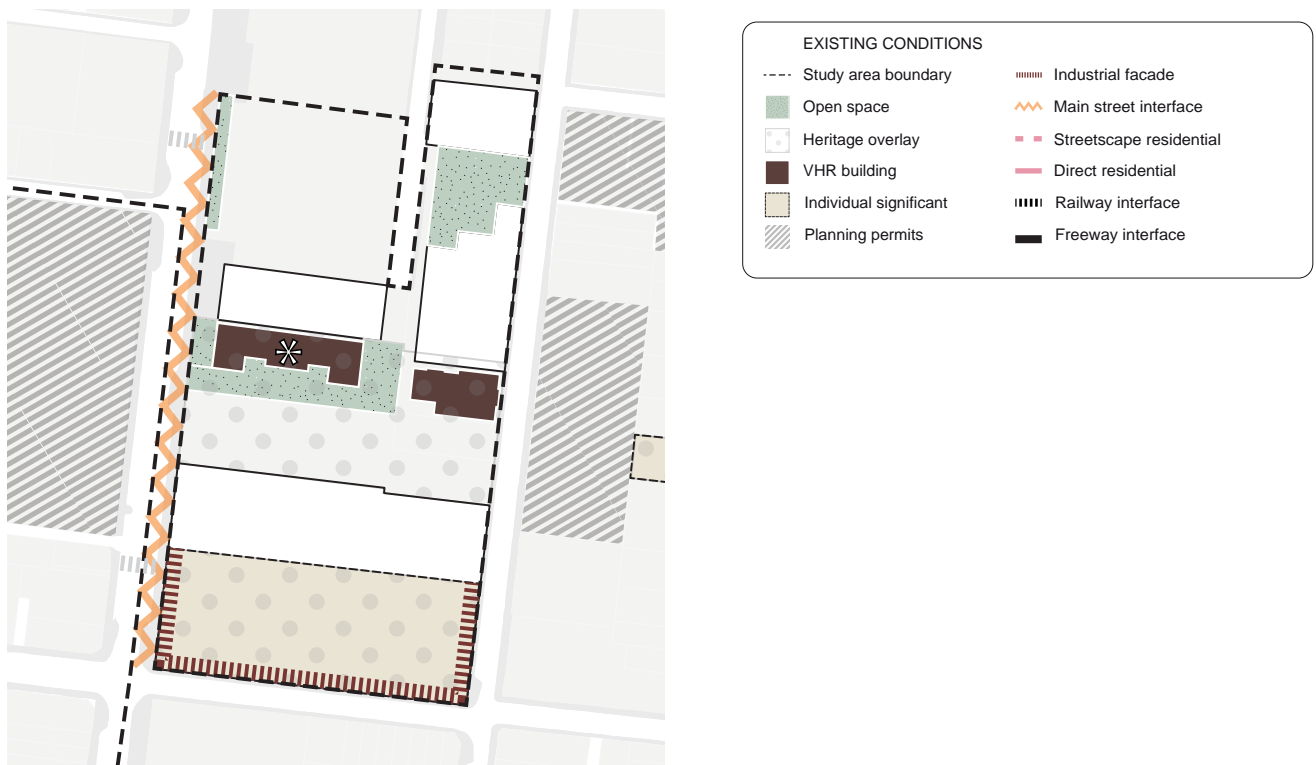 EXISTING CONDITIONS
Study area boundary
Open space
Heritage overlay
VHR building
Individual significant
Planning permits
Industrial facade
Main street interface
Streetscape residential
Direct residential
Railway interface
Freeway interface